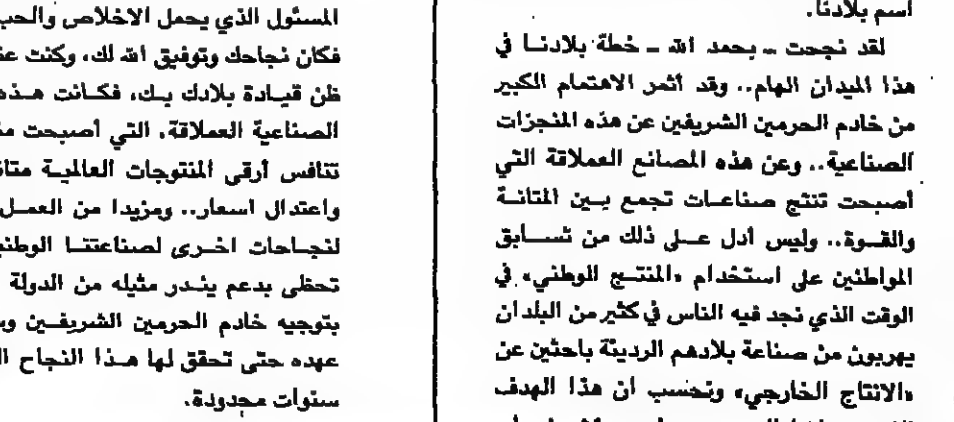 اسم بلادنا.
لقد نجحت ـ بحمد الله ـ خطة بلادنا في
هذا الميدان الهام.. وقد أثمر الاهتمام الكبير
من خادم الحرمين الشريفين عن هذه المنجزات
الصناعية.. وعن هذه المصانع العملاقة التي
أصبحت تنتج صناعات تجمع بين المتانة
والقوة.. وليس أدل على ذلك من تسابق
المواطنين على استخدام «المنتج الوطني» في
الوقت الذي نجد فيه الناس في كثير من البلدان
يهربون من صناعة بلادهم الرديئة باحثين عن
«الانتاج الخارجي» ونحسب ان هذا الهدف
المسئول الذي يحمل الاخلاص والحب
فكان نجاحك وتوفيق الله لك، وكنت عند
ظن قيادة بلادك بك، فكانت هذه
الصناعية العملاقة، التي أصبحت
تنافس أرقى المنتوجات العالمية
واعتدال اسعار.. ومزيدا من العمل
لنجاحات اخرى لصناعتنا
تحظى بدعم يندر مثيله من الدولة
بتوجيه خادم الحرمين الشريفين
عهده حتى تحقق لها هذا النجاح
سنوات محدودة.